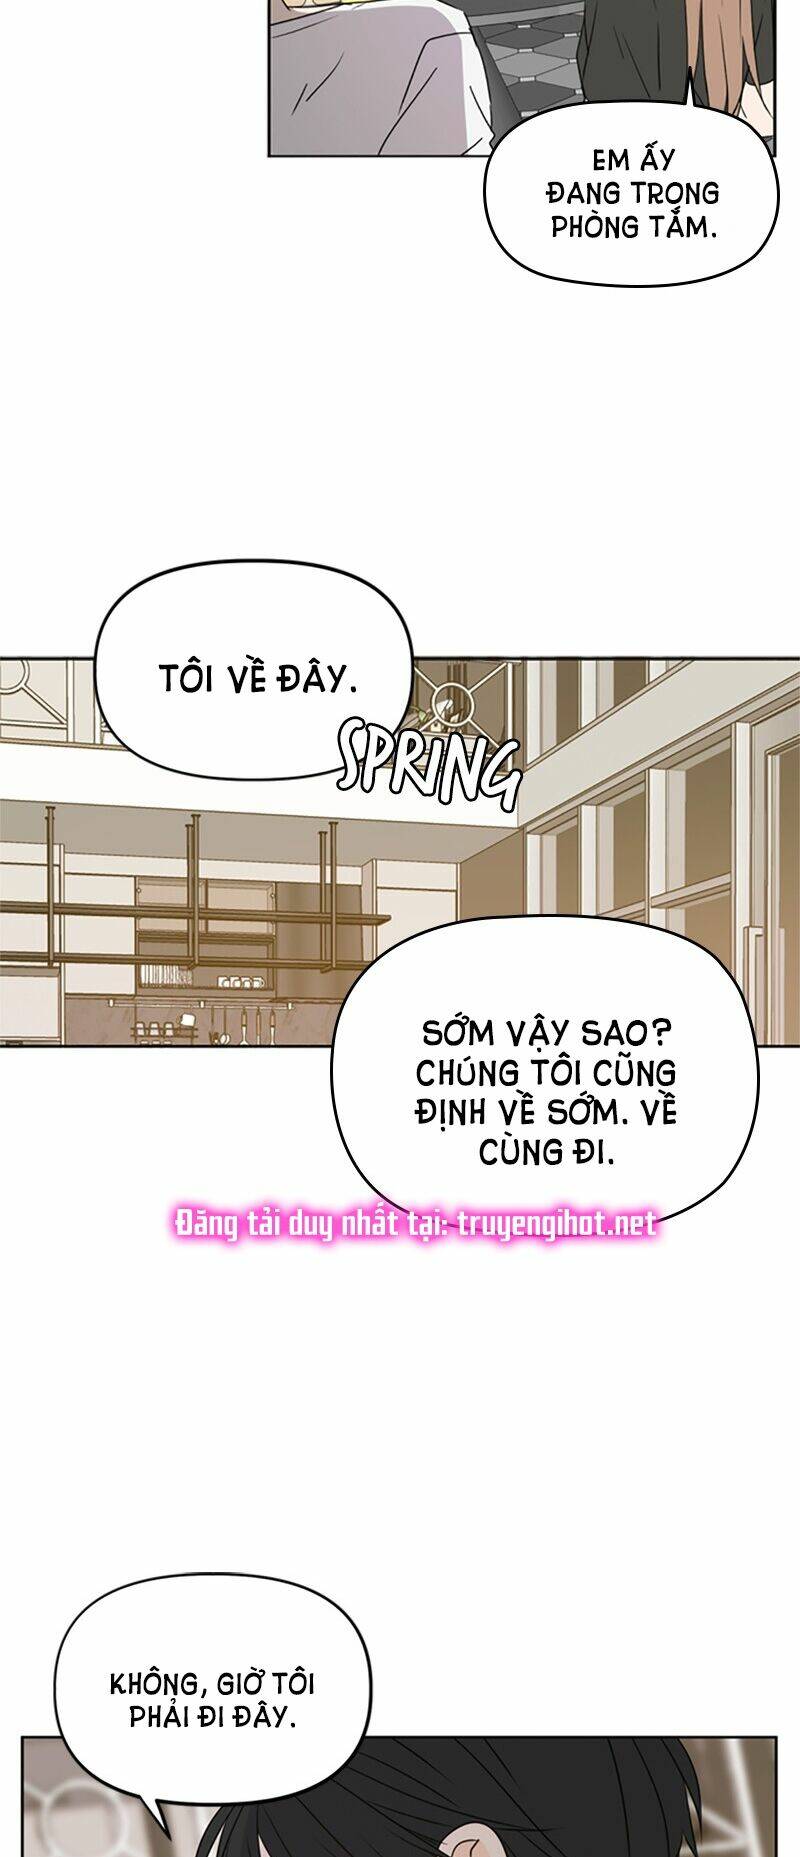 EM ẤY
ĐANG TRONG
PHÒNG TẮM.
TÔI VỀ ĐÂY.
SPRING
SỚM VẬY SAO?
CHÚNG TÔI CŨNG
ĐỊNH VỀ SỚM. VỀ
CÙNG ĐI.
Đăng tải duy nhất tại: truyengihot.net
KHÔNG, GIỜ TÔI
PHẢI ĐI ĐÂY.